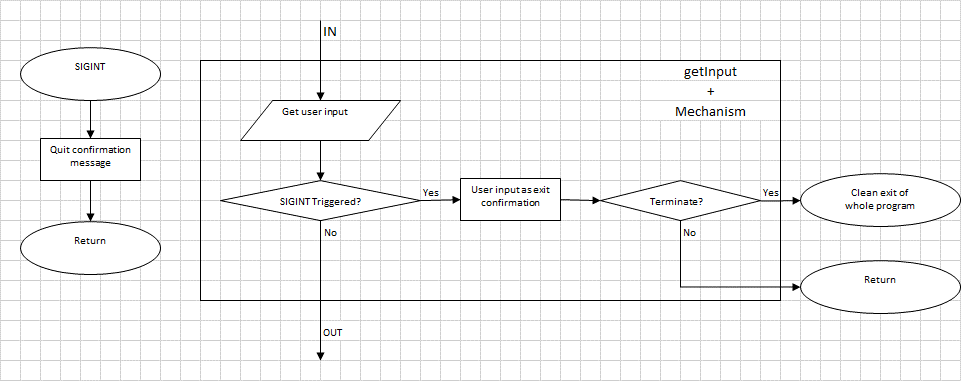 IN
SIGINT
getInput
+
Mechanism
Get user input
Quit confirmation
message
SIGINT Triggered?
Yes
User input as exit
confirmation
Terminate?
Yes
Clean exit of
whole program
No
No
Return
Return
OUT